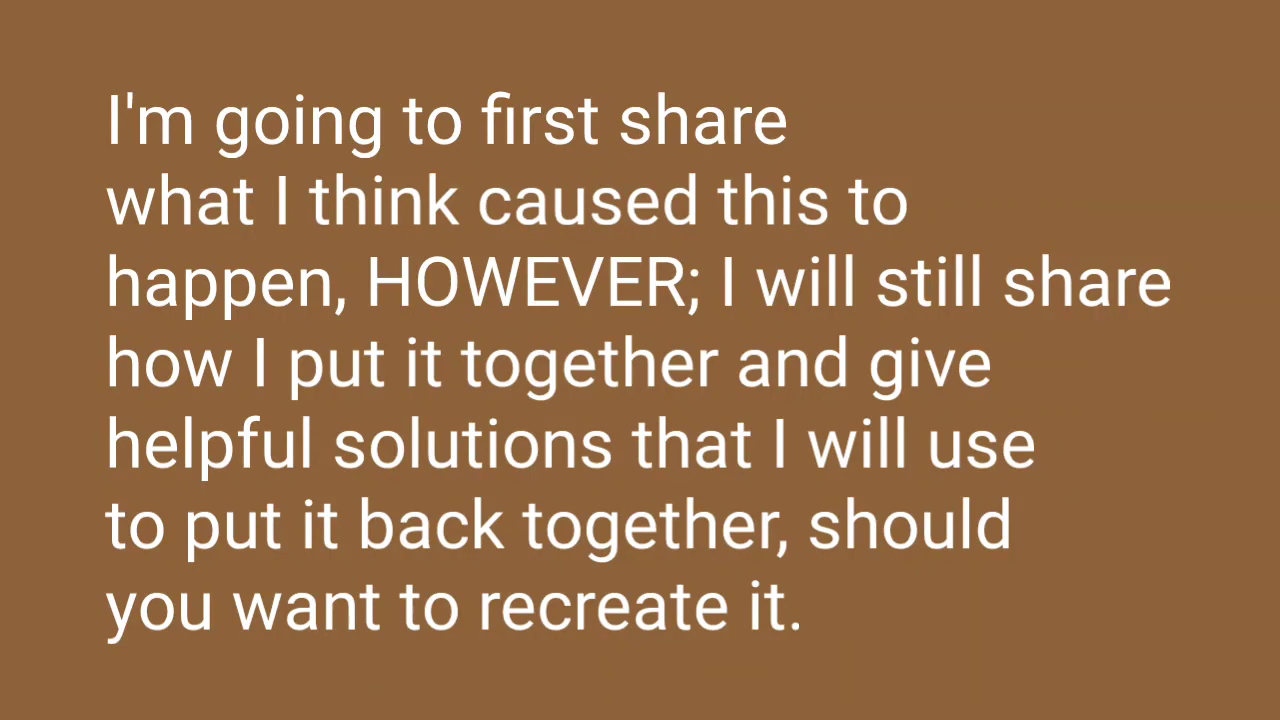 I'm going to first share
what I think caused this to
happen, HOWEVER; I will still share
how I put it together and give
helpful solutions that I will use
to put it back together, should
you want to recreate it.